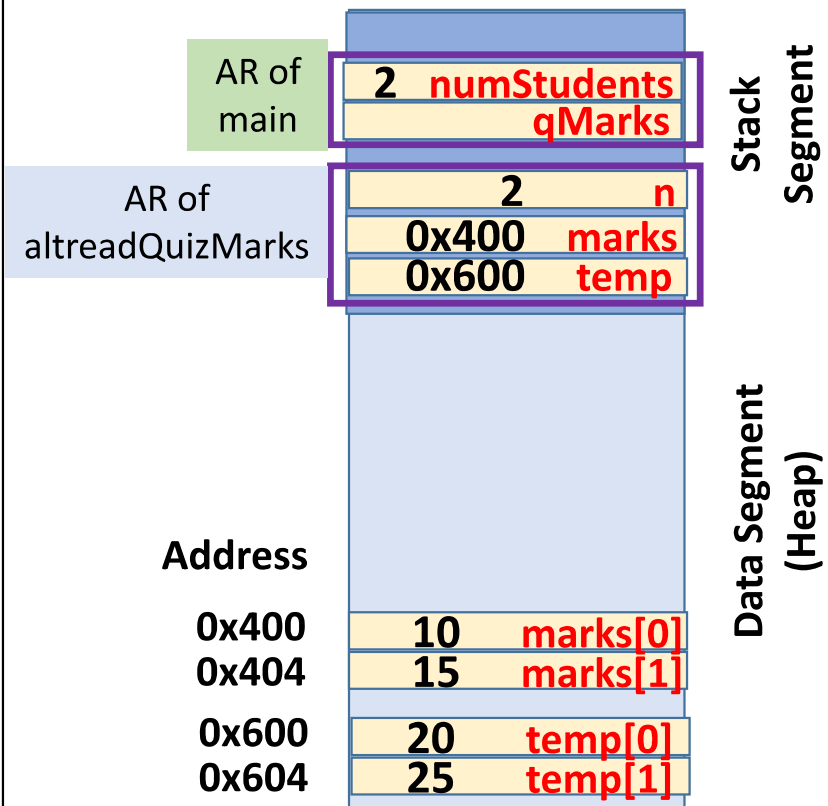 AR of
main
2 numStudents
qMarks
Stack
Segment
AR of
altreadQuizMarks
2 n
0x400 marks
0x600 temp
Data Segment
(Heap)
Address
0x400 10 marks[0]
0x404 15 marks[1]
0x600 20 temp[0]
0x604 25 temp[1]